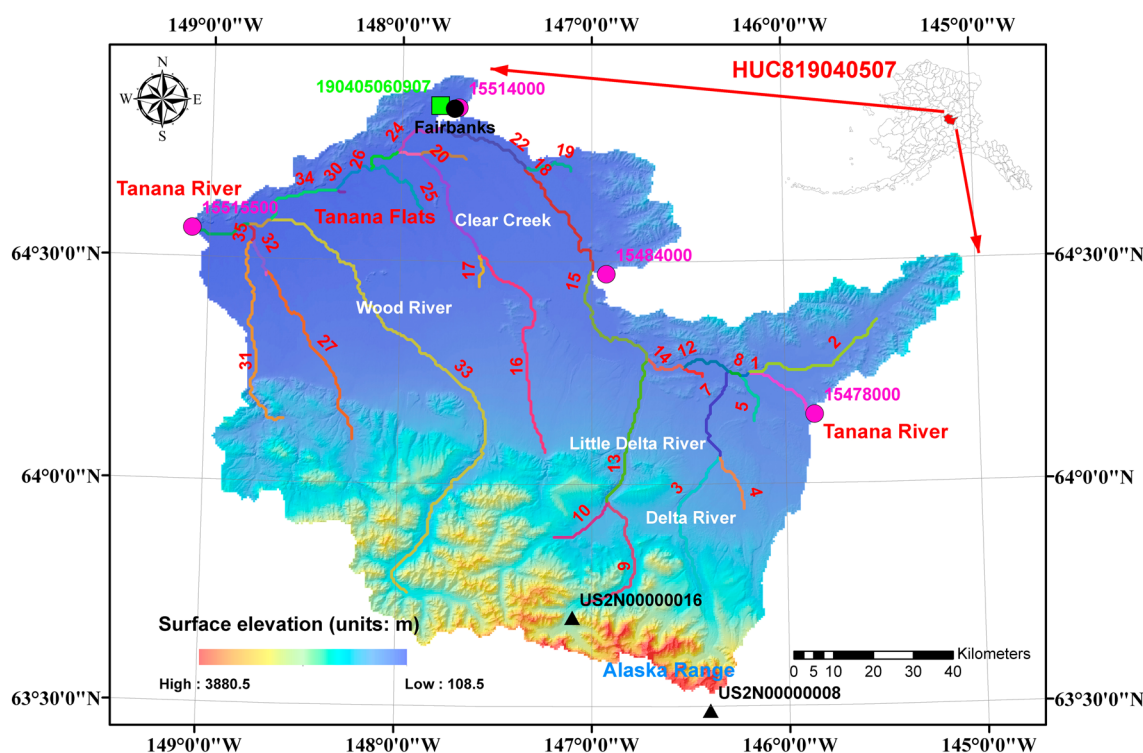 149°0'0"W 148°0'0"W 147°0'0"W 146°0'0"W 145°0'0"W
N
W E
S
HUC819040507
190405060907 15514000
Fairbanks
24
20
22
18
19
26
30
34
25
Tanana River
15515500
Tanana Flats
Clear Creek
35
32
64°30'0"N
64°30'0"N
15484000
17
15
Wood River
31
27
33
16
14
12
8
1
2
7
5
15478000
Tanana River
Little Delta River
13
3
4
64°0'0"N
64°0'0"N
10
Delta River
9
US2N00000016
Surface elevation (units: m)
High : 3880.5 Low : 108.5
Alaska Range
US2N00000008
Kilometers
0 5 10 20 30 40
63°30'0"N
63°30'0"N
149°0'0"W 148°0'0"W 147°0'0"W 146°0'0"W 145°0'0"W